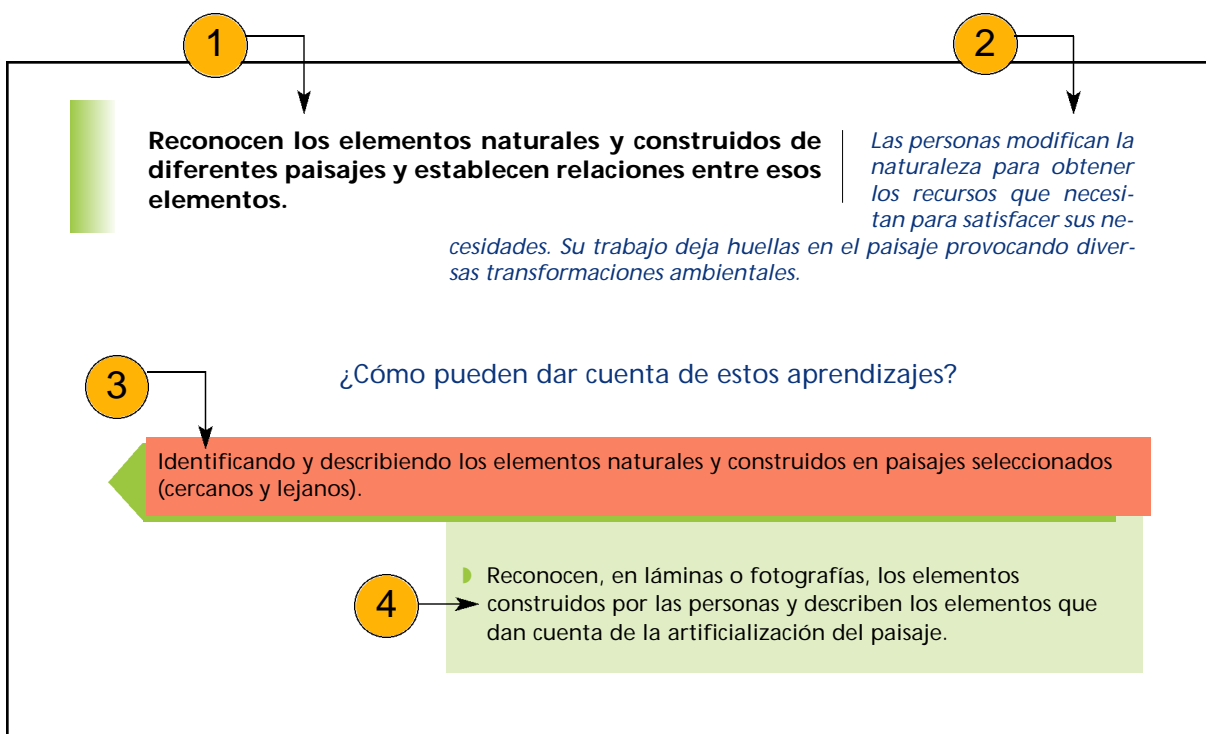 1
2
Reconocen los elementos naturales y construidos de
diferentes paisajes y establecen relaciones entre esos
elementos.
Las personas modifican la
naturaleza para obtener
los recursos que necesi-
tan para satisfacer sus ne-
cesidades. Su trabajo deja huellas en el paisaje provocando diver-
sas transformaciones ambientales.
3
¿Cómo pueden dar cuenta de estos aprendizajes?
Identificando y describiendo los elementos naturales y construidos en paisajes seleccionados
(cercanos y lejanos).
4
Reconocen, en láminas o fotografías, los elementos
construidos por las personas y describen los elementos que
dan cuenta de la artificialización del paisaje.